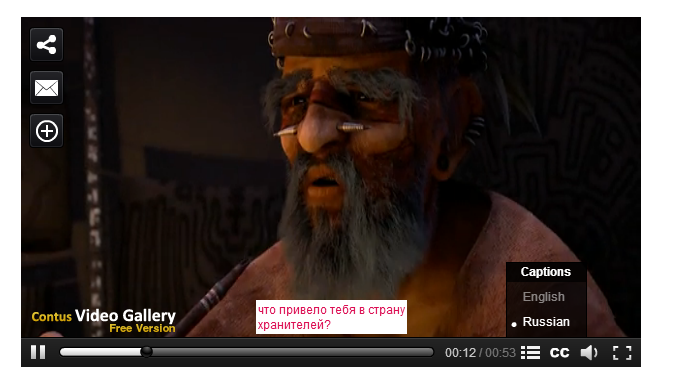 Captions
English
Russian
Contus Video Gallery
Free Version
что привело тебя в страну
хранителей?
00:12 / 00:53
CC